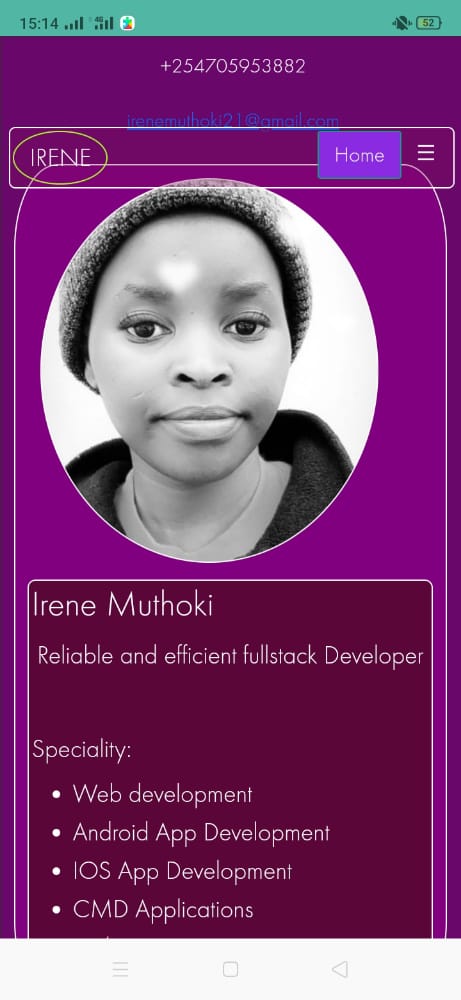 15:14
4G
52
+254705953882
irenemuthoki21@gmail.com
IRENE
Home
Irene Muthoki
Reliable and efficient fullstack Developer
Speciality:
• Web development
• Android App Development
• IOS App Development
• CMD Applications